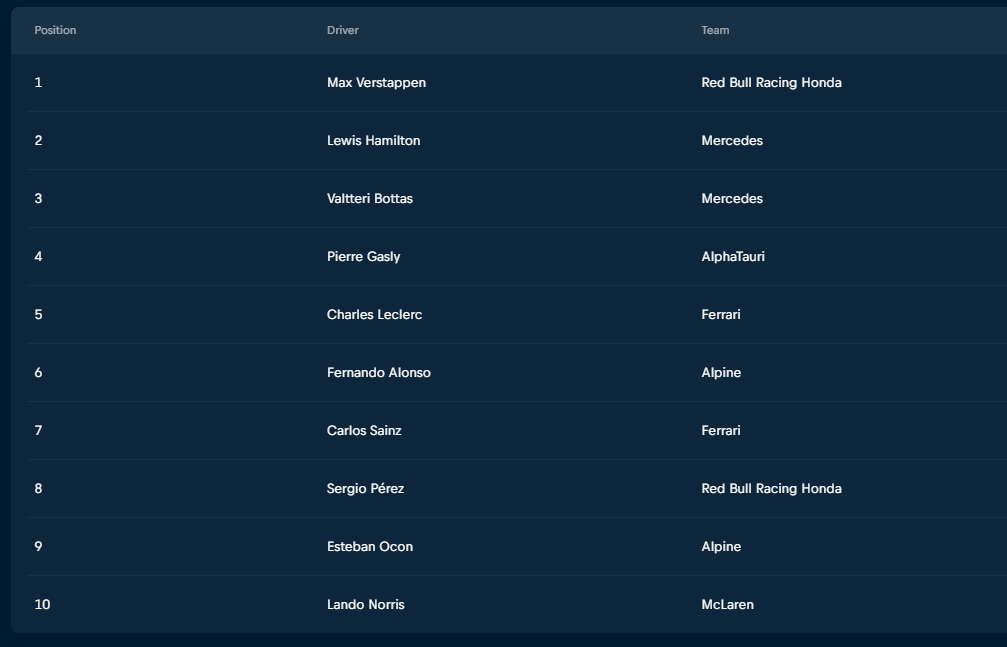 Position Driver Team
1 Max Verstappen Red Bull Racing Honda
2 Lewis Hamilton Mercedes
3 Valtteri Bottas Mercedes
4 Pierre Gasly AlphaTauri
5 Charles Leclerc Ferrari
6 Fernando Alonso Alpine
7 Carlos Sainz Ferrari
8 Sergio Pérez Red Bull Racing Honda
9 Esteban Ocon Alpine
10 Lando Norris McLaren